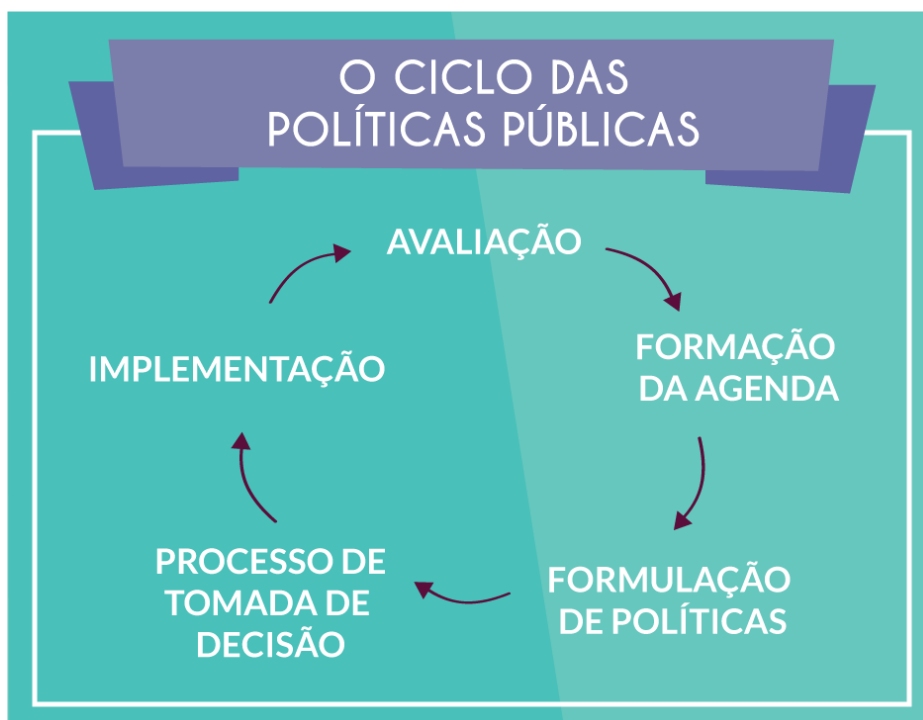 O CICLO DAS
POLÍTICAS PÚBLICAS
AVALIAÇÃO
FORMAÇÃO
DA AGENDA
FORMULAÇÃO
DE POLÍTICAS
PROCESSO DE
TOMADA DE
DECISÃO
IMPLEMENTAÇÃO